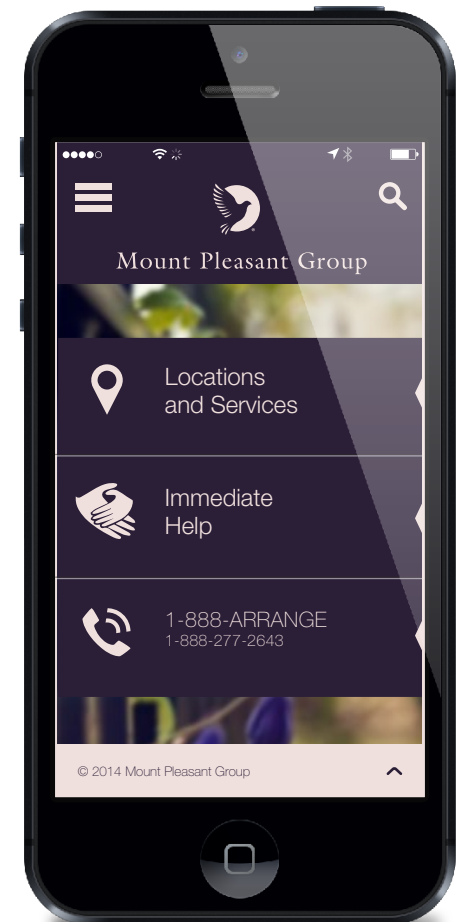 Mount Pleasant Group
Locations
and Services
Immediate
Help
1-888-ARRANGE
1-888-277-2643
© 2014 Mount Pleasant Group